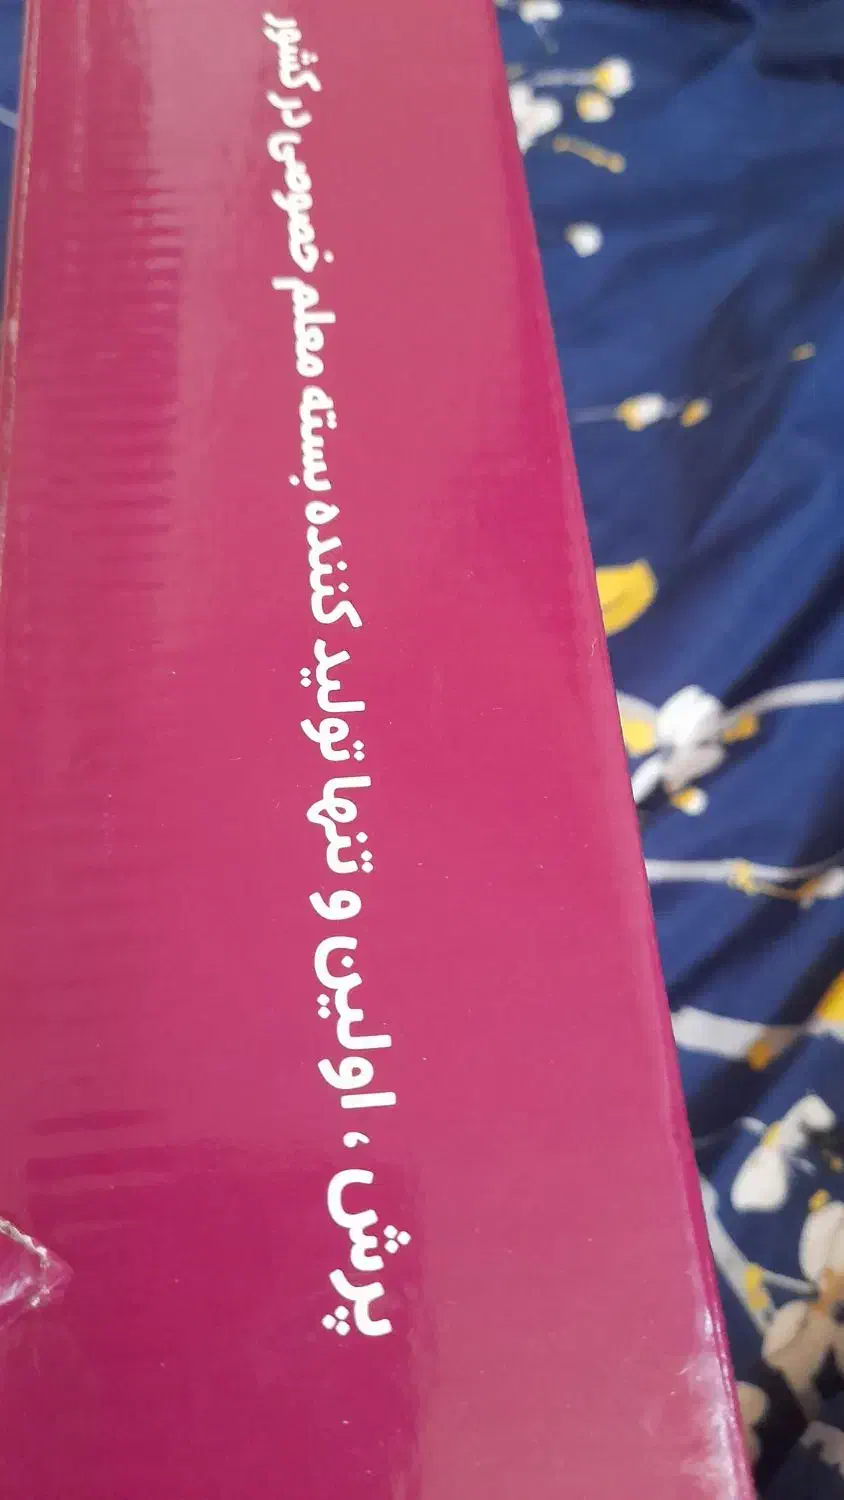 پرش ، اولین و تنها تولید کننده بسته معلم خصوصی در کشور